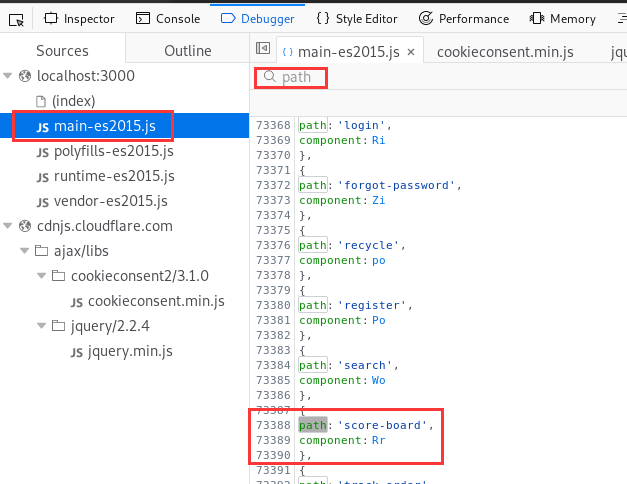 Inspector Console Debugger Style Editor Performance Memory
Sources Outline
main-es2015.js × cookieconsent.min.js
path
localhost:3000
(index)
JS main-es2015.js
JS polyfills-es2015.js
JS runtime-es2015.js
JS vendor-es2015.js
cdnjs.cloudflare.com
ajax/libs
cookieconsent2/3.1.0
JS cookieconsent.min.js
jquery/2.2.4
JS jquery.min.js
73368 path: 'login',
73369 component: Ri
73370 },
73371 {
73372 path: 'forgot-password',
73373 component: Zi
73374 },
73375 {
73376 path: 'recycle',
73377 component: po
73378 },
73379 {
73380 path: 'register',
73381 component: Po
73382 },
73383 {
73384 path: 'search',
73385 component: Wo
73386 },
73387 {
73388 path: 'score-board',
73389 component: Rr
73390 },
73391 {
73392 path: 'track-order'